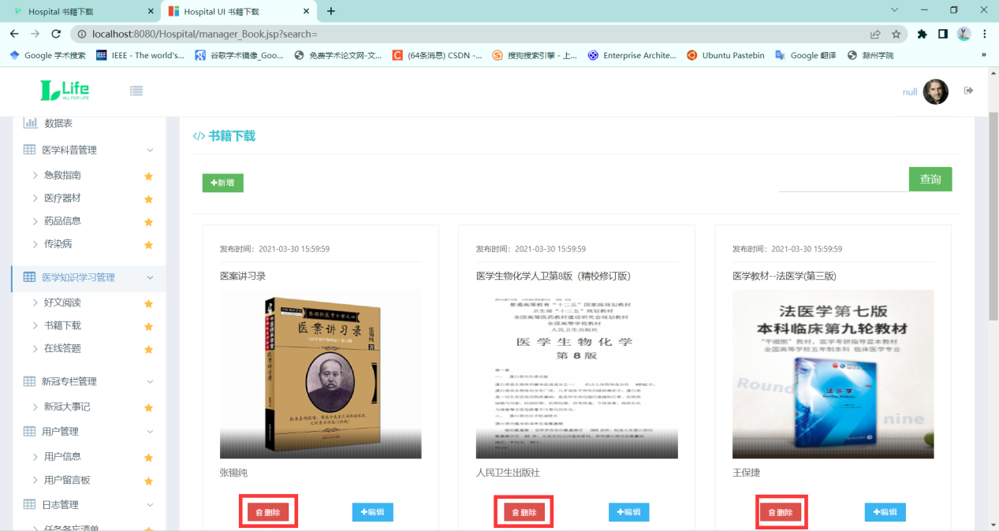 Hospital 书籍下载
Hospital UI 书籍下载
localhost:8080/Hospital/manager_Book.jsp?search=
Google 学术搜索
IEEE - The world's...
谷歌学术镜像_Goo...
免费学术论文网-文...
(64条消息) CSDN -...
搜狗搜索引擎 - 上...
Enterprise Archite...
Ubuntu Pastebin
Google 翻译
滁州学院
»
Life
ALL FOR LIFE
null
数据表
医学科普管理
急救指南
医疗器材
药品信息
传染病
医学知识学习管理
好文阅读
书籍下载
在线答题
新冠专栏管理
新冠大事记
用户管理
用户信息
用户留言板
日志管理
任务备忘清单
</> 书籍下载
+新增
查询
发布时间：2021-03-30 15:59:59
医案讲习录
医案讲习录
张锡纯
删除
+编辑
发布时间：2021-03-30 15:59:59
医学生物化学人卫第8版（精校修订版）
普通高等教育“十二五”国家级规划教材
卫生部“十二五”规划教材
全国高等医药教材建设研究会规划教材
全国高等学校教材
人民卫生出版社
医学生物化学
第 8 版
人民卫生出版社
删除
+编辑
发布时间：2021-03-30 15:59:59
医学教材--法医学(第三版)
法医学第七版
本科临床第九轮教材
“干细胞”教材，医学考研指导蓝本教材
全国高等学校五年制本科 临床医学专业
Round
法医学
nine
王保捷
删除
+编辑